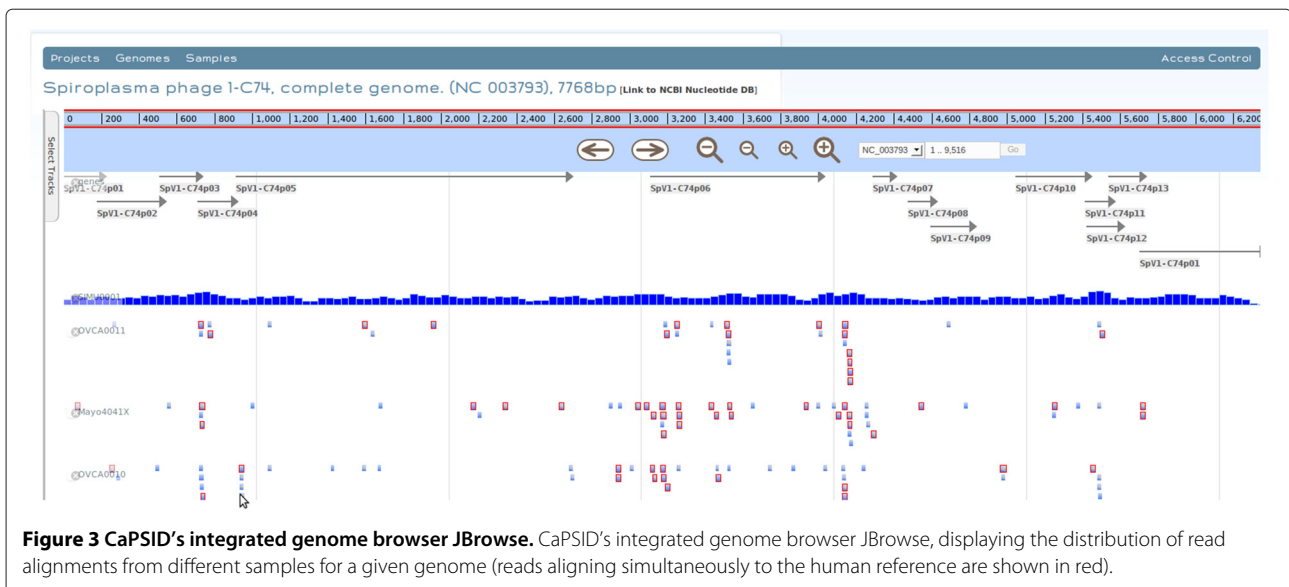 Projects Genomes Samples Access Control
Spiroplasma phage 1-C74, complete genome. (NC 003793), 7768bp [Link to NCBI Nucleotide DB]
Select Tracks
0 200 400 600 800 1,000 1,200 1,400 1,600 1,800 2,000 2,200 2,400 2,600 2,800 3,000 3,200 3,400 3,600 3,800 4,000 4,200 4,400 4,600 4,800 5,000 5,200 5,400 5,600 5,800 6,000 6,200
NC_003793 1 .. 9,516 Go
genes
SpV1-C74p01 SpV1-C74p03 SpV1-C74p05 SpV1-C74p06 SpV1-C74p07 SpV1-C74p10 SpV1-C74p13
SpV1-C74p02 SpV1-C74p04 SpV1-C74p08 SpV1-C74p11
SpV1-C74p09 SpV1-C74p12
SpV1-C74p01
SIMU0001
OVCA0011
Mayo4041X
OVCA0010
Figure 3 CaPSID's integrated genome browser JBrowse. CaPSID's integrated genome browser JBrowse, displaying the distribution of read
alignments from different samples for a given genome (reads aligning simultaneously to the human reference are shown in red).